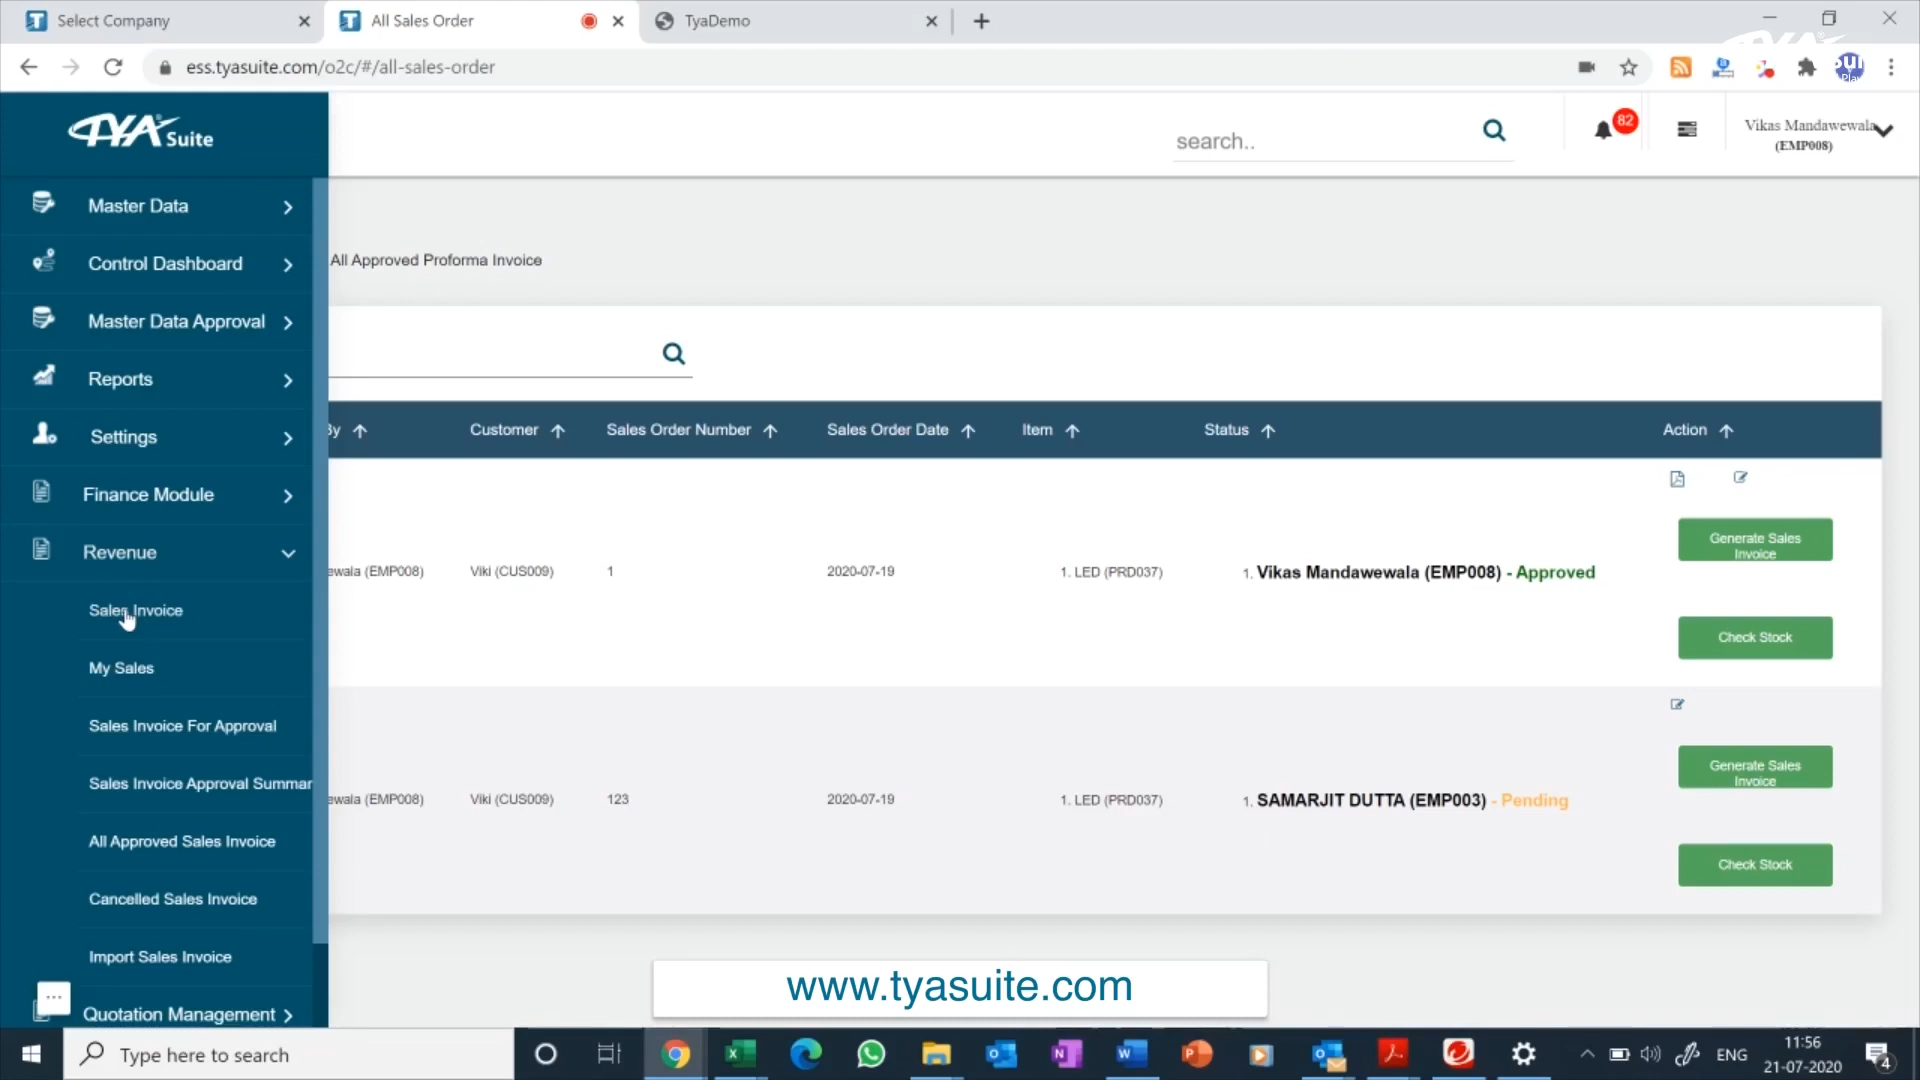 Select Company
All Sales Order
TyaDemo
ess.tyasuite.com/o2c/#/all-sales-order
TYA Suite
search..
82
Vikas Mandawewala
(EMP008)
Master Data
Control Dashboard
Master Data Approval
Reports
Settings
Finance Module
Revenue
Sales Invoice
My Sales
Sales Invoice For Approval
Sales Invoice Approval Summar
All Approved Sales Invoice
Cancelled Sales Invoice
Import Sales Invoice
Quotation Management
All Approved Proforma Invoice
By Customer Sales Order Number Sales Order Date Item Status Action
ewala (EMP008) Viki (CUS009) 1 2020-07-19 1. LED (PRD037) 1. Vikas Mandawewala (EMP008) - Approved
Generate Sales
Invoice
Check Stock
ewala (EMP008) Viki (CUS009) 123 2020-07-19 1. LED (PRD037) 1. SAMARJIT DUTTA (EMP003) - Pending
Generate Sales
Invoice
Check Stock
www.tyasuite.com
Type here to search
ENG
11:56
21-07-2020
4